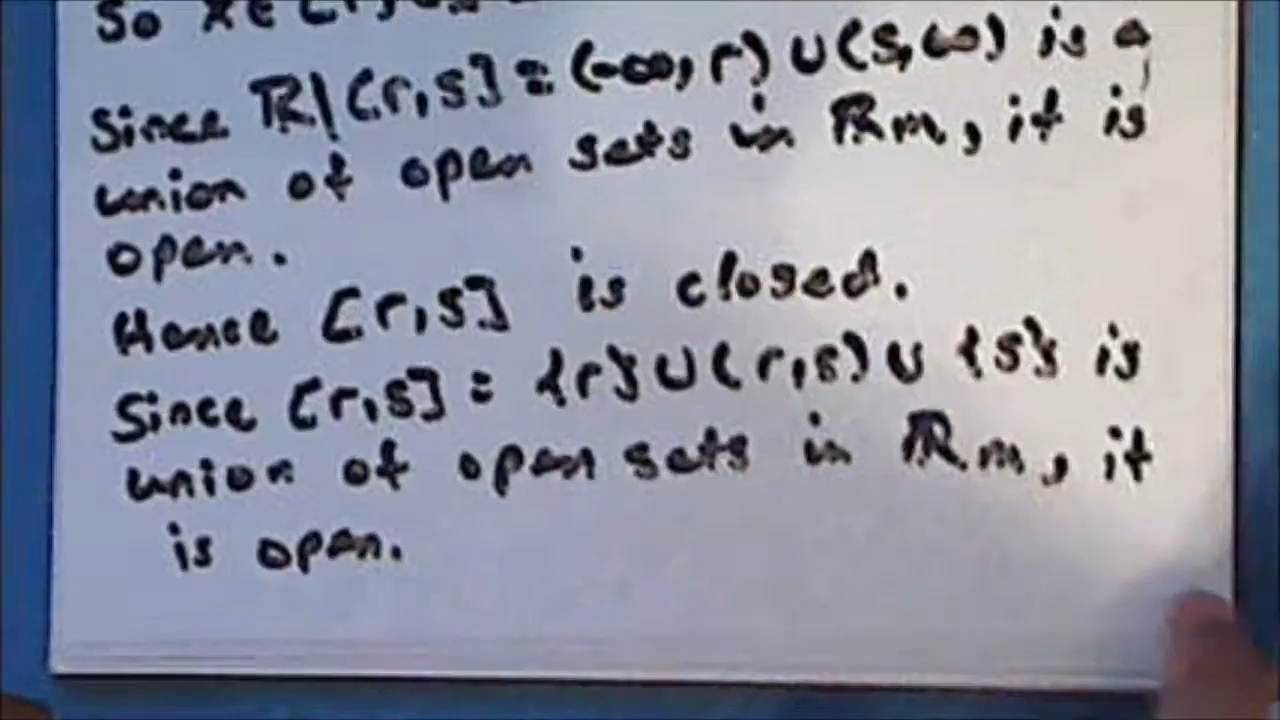 So x ∈ [r,s]
Since ℝ\[r,s] = (-∞, r) ∪ (s, ∞) is a
union of open sets in ℝm, it is
open.
Hence [r,s] is closed.
Since [r,s] = {r} ∪ (r,s) ∪ {s} is
union of open sets in ℝm, it
is open.